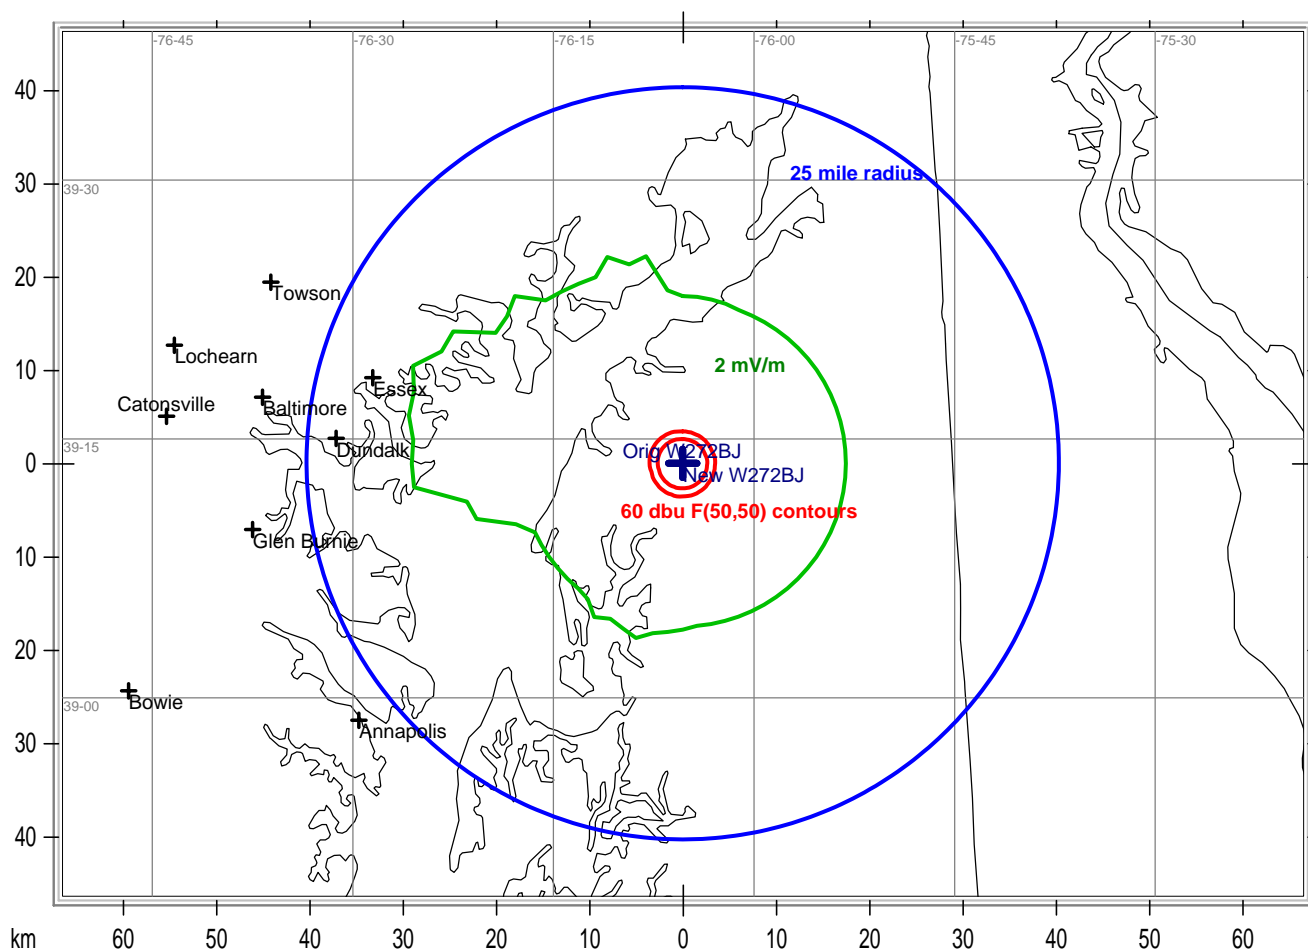 -76-45 -76-30 -76-15 -76-00 -75-45 -75-30
40
25 mile radius
30
39-30
20
Towson
Lochearn
10
2 mV/m
Essex
Catonsville
Baltimore
39-15
Dundalk
Orig W272BJ
0
New W272BJ
60 dbu F(50,50) contours
Glen Burnie
10
20
Bowie
39-00
Annapolis
30
40
km 60 50 40 30 20 10 0 10 20 30 40 50 60